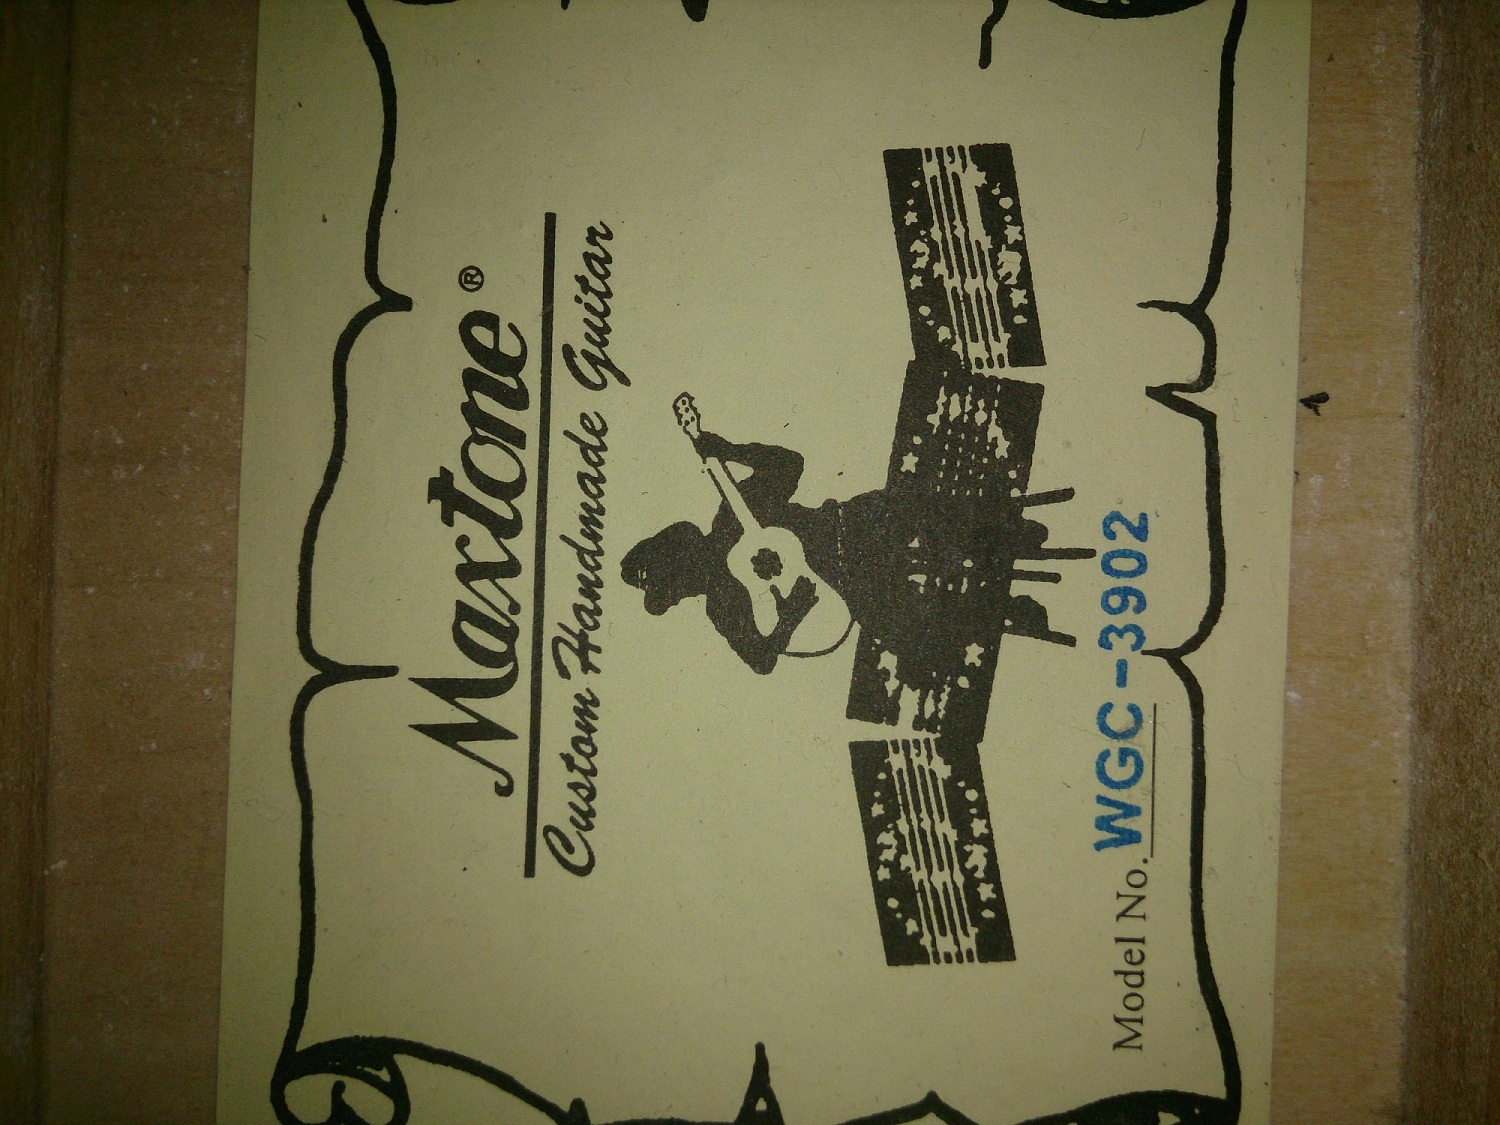 Maxtone®
Custom Handmade Guitar
Model No. WGC-3902